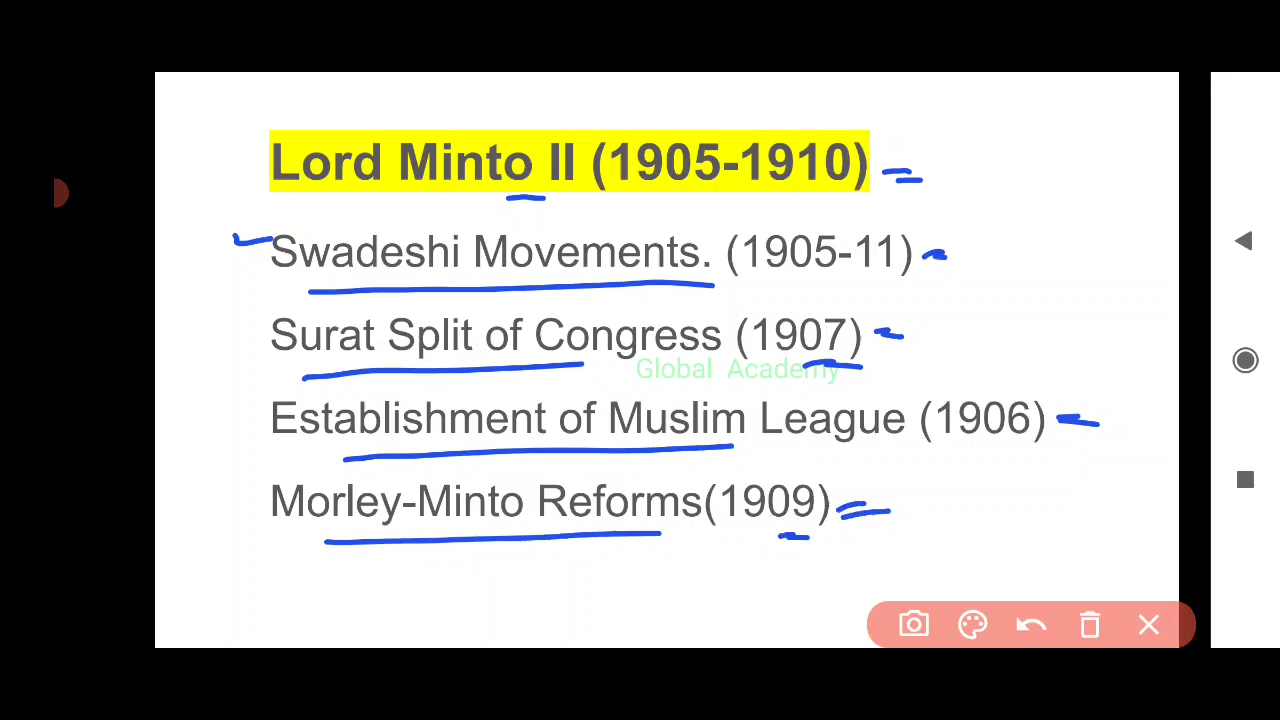 Lord Minto II (1905-1910)
Swadeshi Movements. (1905-11)
Surat Split of Congress (1907)
Global Academy
Establishment of Muslim League (1906)
Morley-Minto Reforms(1909)